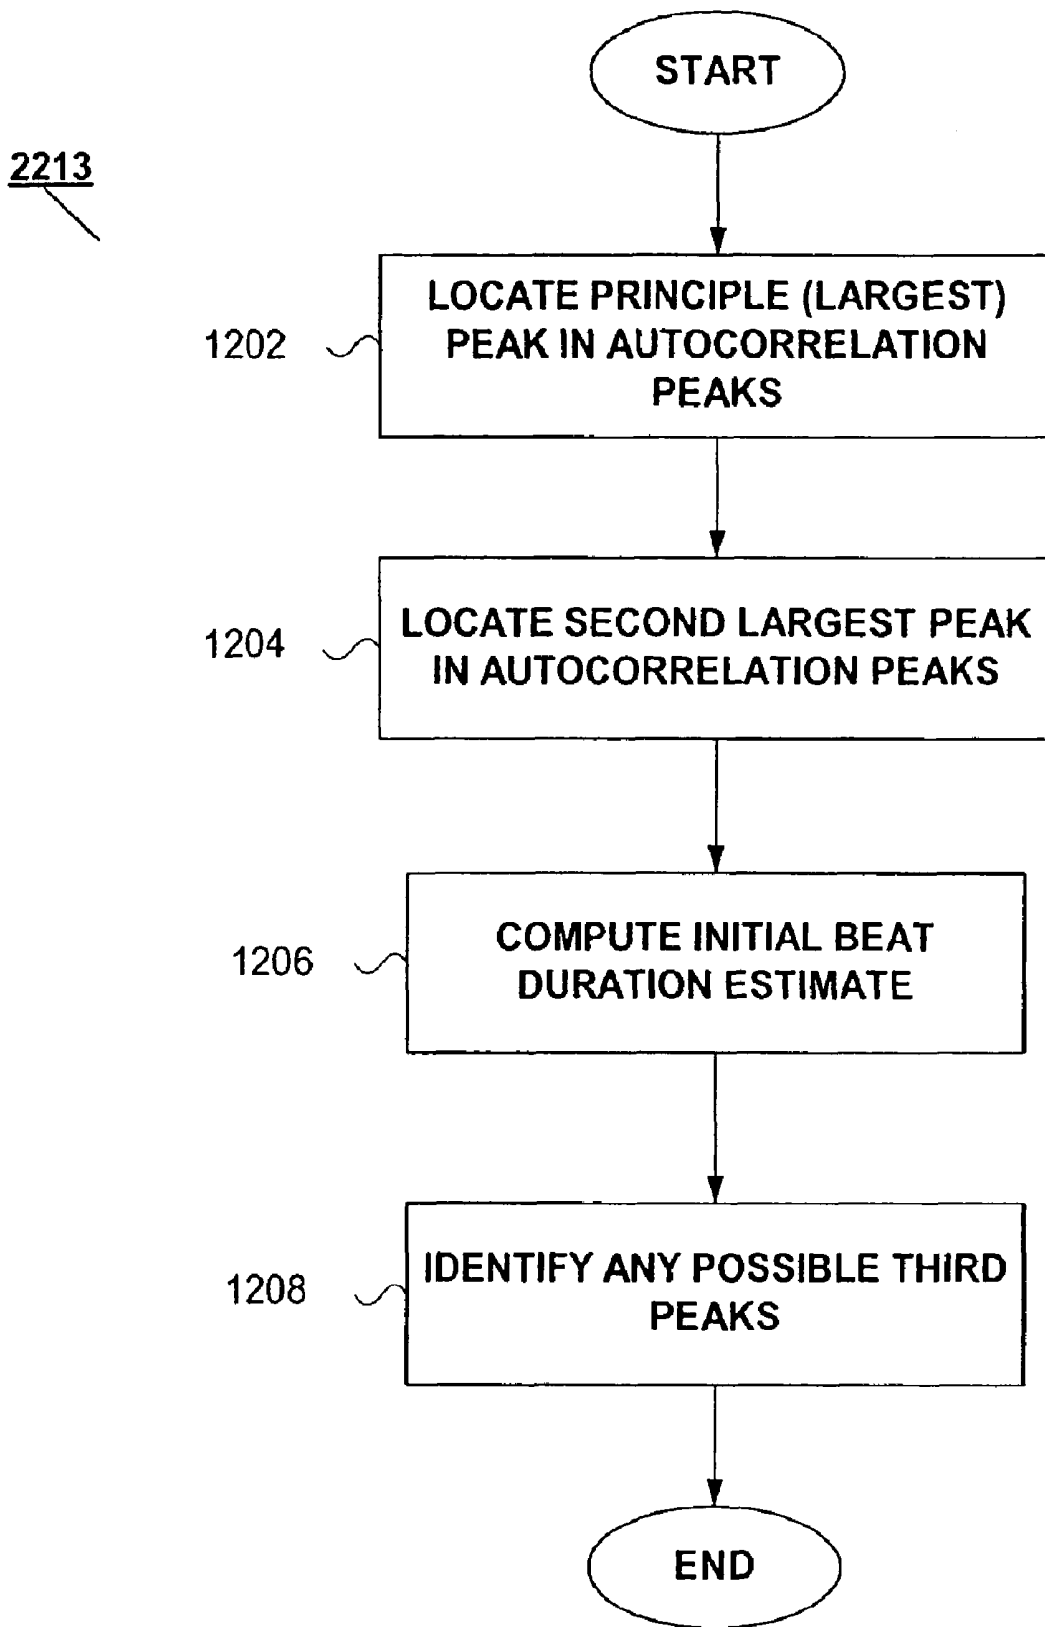 START
2213
LOCATE PRINCIPLE (LARGEST)
PEAK IN AUTOCORRELATION
PEAKS
1202
LOCATE SECOND LARGEST PEAK
IN AUTOCORRELATION PEAKS
1204
COMPUTE INITIAL BEAT
DURATION ESTIMATE
1206
IDENTIFY ANY POSSIBLE THIRD
PEAKS
1208
END